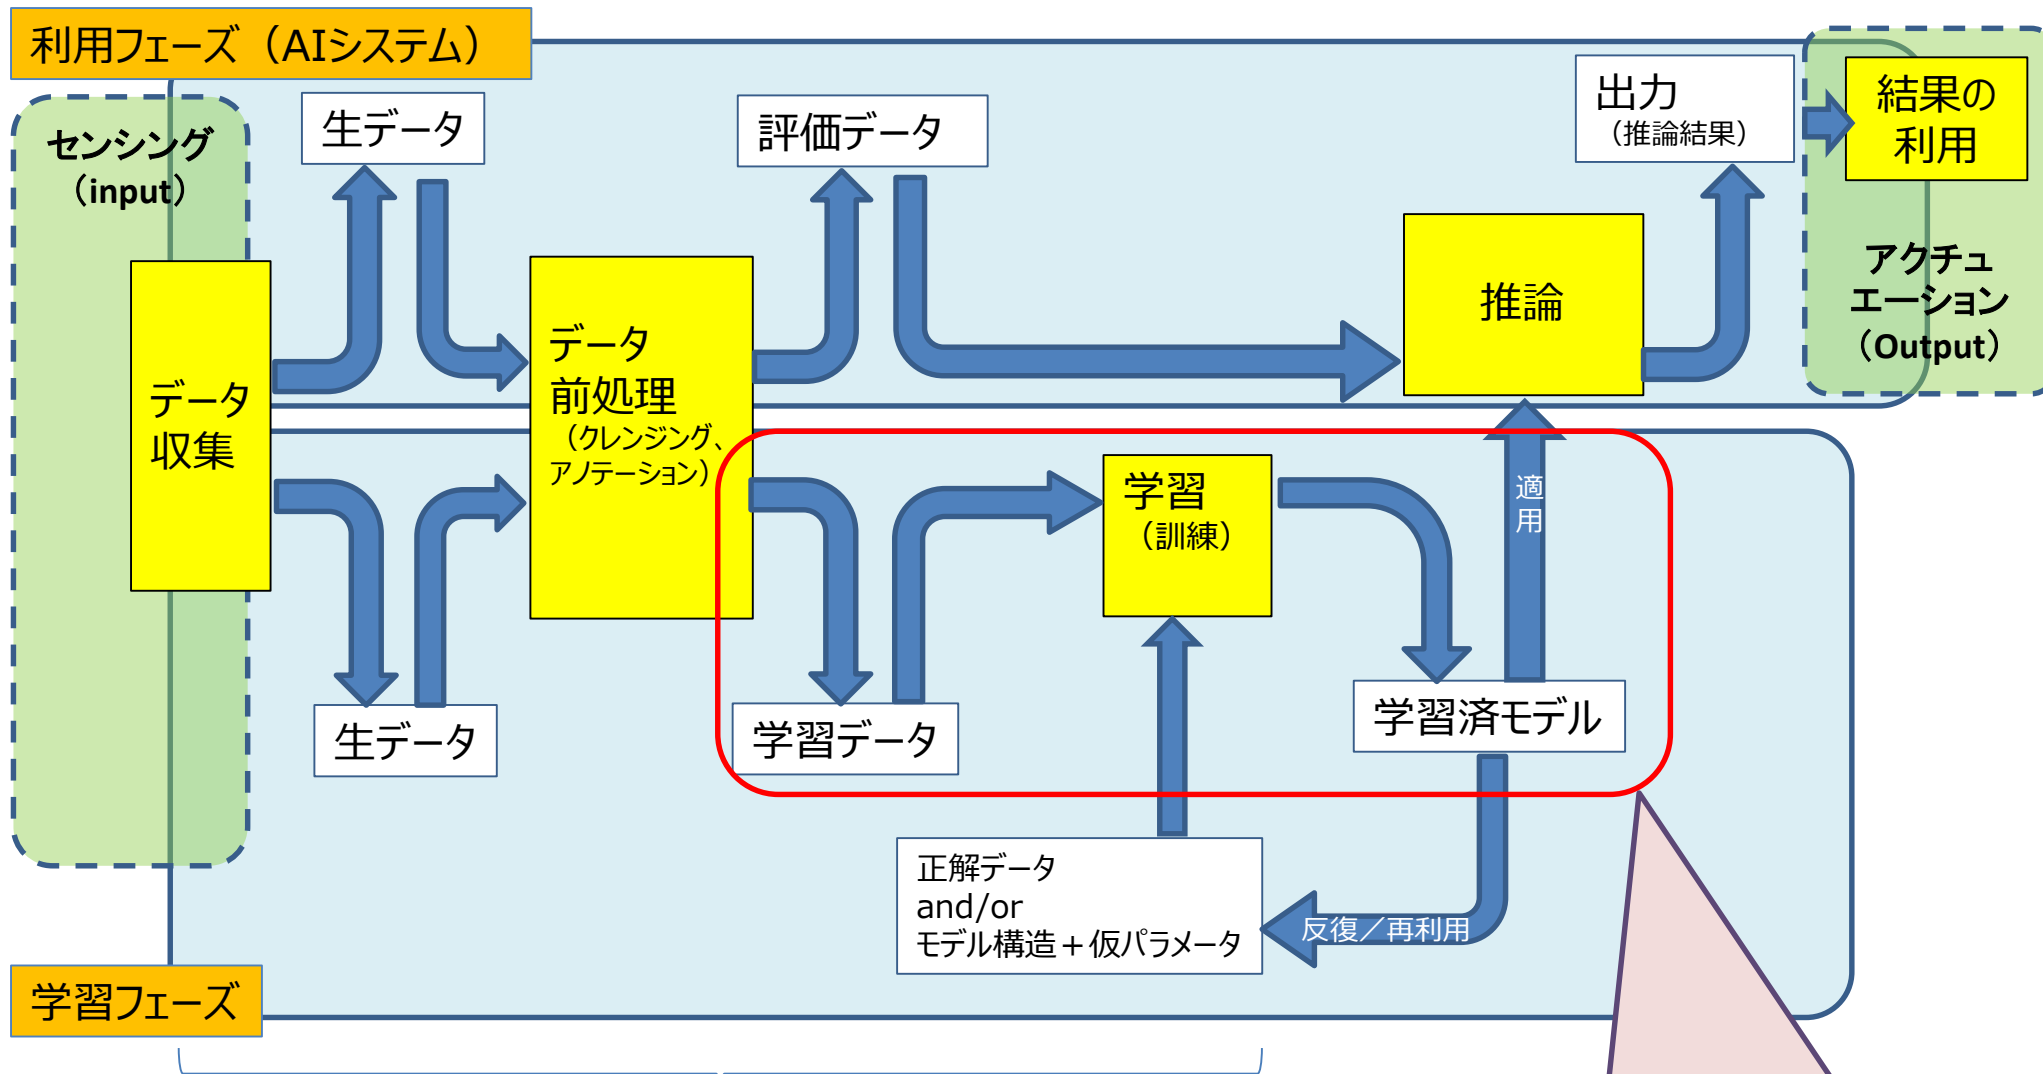 利用フェーズ（AIシステム）
センシング
（input）
生データ
評価データ
出力
（推論結果）
結果の
利用
アクチュ
エーション
（Output）
データ
収集
データ
前処理
（クレンジング、
アノテーション）
推論
適
用
学習
（訓練）
生データ
学習データ
学習済モデル
正解データ
and/or
モデル構造＋仮パラメータ
反復／再利用
学習フェーズ